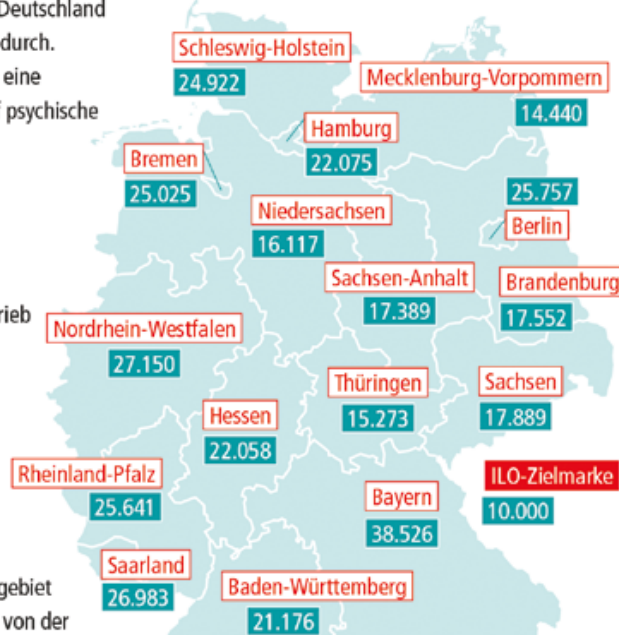 Deutschland
durch.
eine
psychische
rieb
gebiet
von der
Schleswig-Holstein
24.922
Mecklenburg-Vorpommern
14.440
Hamburg
22.075
Bremen
25.025
25.757
Berlin
Niedersachsen
16.117
Sachsen-Anhalt
17.389
Brandenburg
17.552
Nordrhein-Westfalen
27.150
Thüringen
15.273
Sachsen
17.889
Hessen
22.058
Rheinland-Pfalz
25.641
ILO-Zielmarke
10.000
Bayern
38.526
Saarland
26.983
Baden-Württemberg
21.176